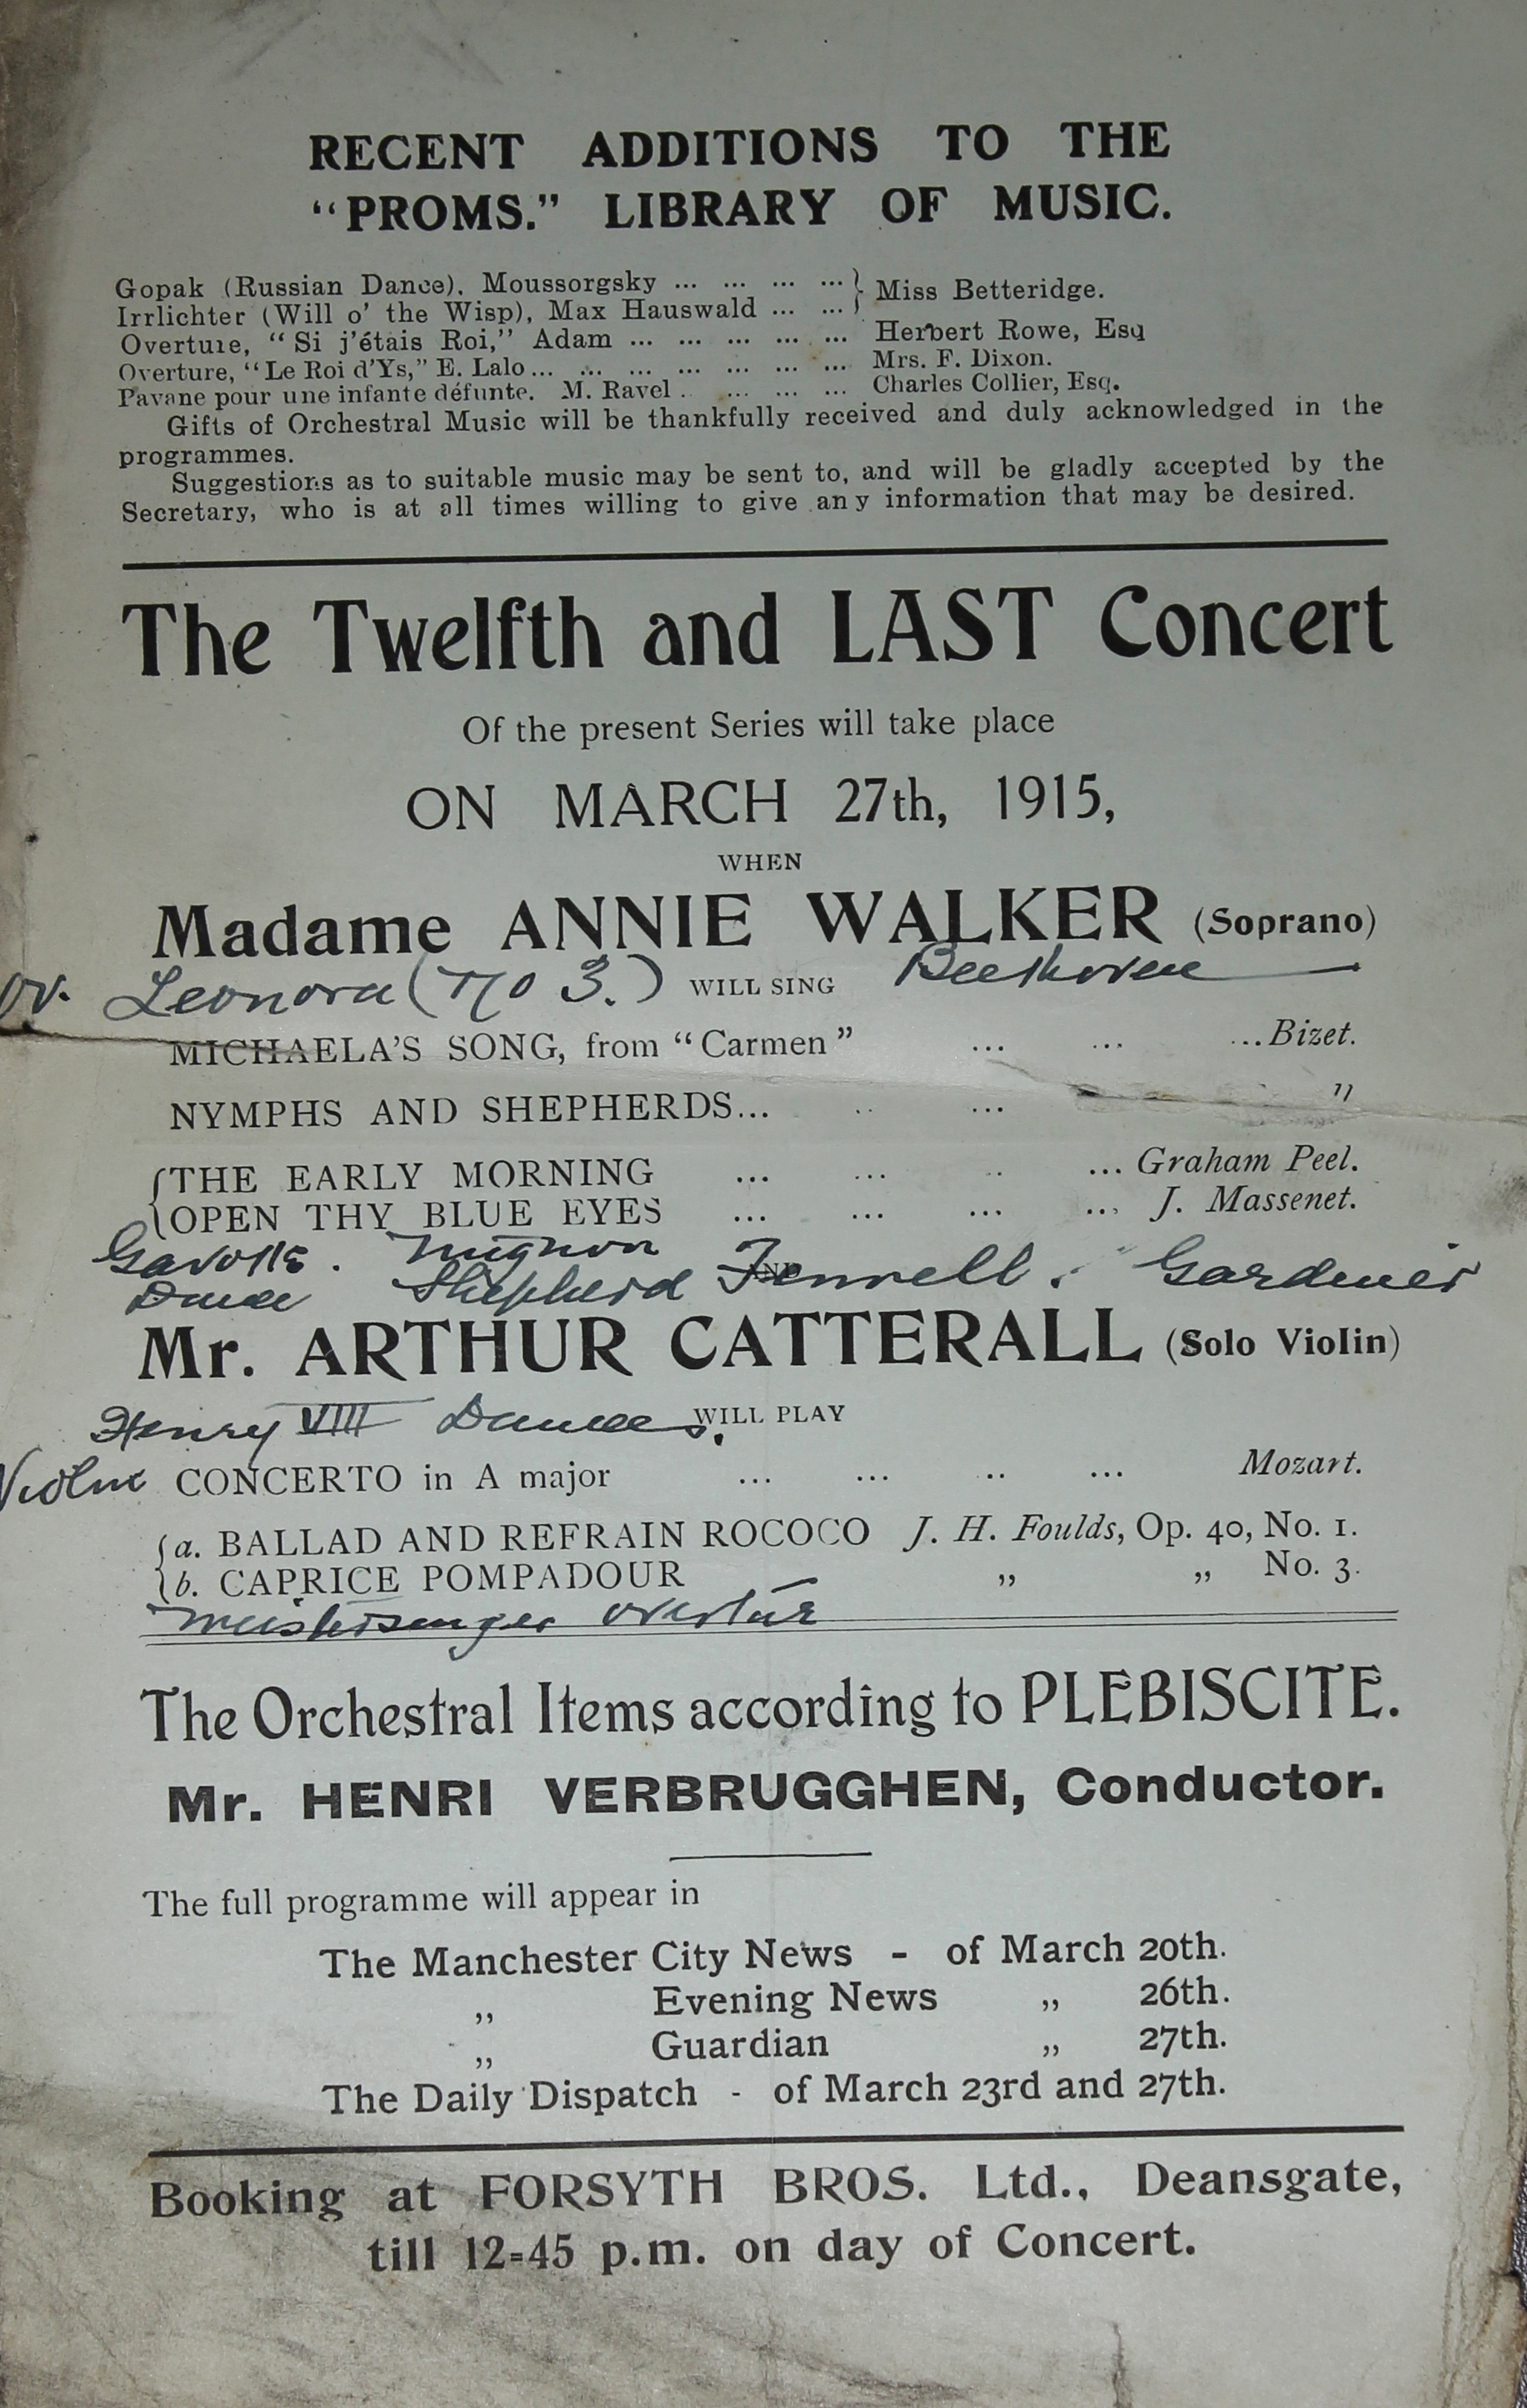 RECENT ADDITIONS TO THE
"PROMS." LIBRARY OF MUSIC.
Gopak (Russian Dance). Moussorgsky ... ... ... ... } Miss Betteridge.
Irrlichter (Will o' the Wisp), Max Hauswald ... ... }
Overture, "Si j'étais Roi," Adam ... ... ... ... ... Herbert Rowe, Esq
Overture, "Le Roi d'Ys," E. Lalo ... ... ... ... ... ... ... Mrs. F. Dixon.
Pavane pour une infante défunte. M. Ravel . ... ... ... Charles Collier, Esq.
Gifts of Orchestral Music will be thankfully received and duly acknowledged in the
programmes.
Suggestions as to suitable music may be sent to, and will be gladly accepted by the
Secretary, who is at all times willing to give any information that may be desired.
The Twelfth and LAST Concert
Of the present Series will take place
ON MARCH 27th, 1915,
WHEN
Madame ANNIE WALKER (Soprano)
ov. Leonora (No 3.) WILL SING Beethoven
MICHAELA'S SONG, from "Carmen" ... ... ... Bizet.
NYMPHS AND SHEPHERDS... .. ... "
{THE EARLY MORNING ... ... .. ... Graham Peel.
{OPEN THY BLUE EYES ... ... ... ... J. Massenet.
Gavotte. Mignon
Dance Shepherd Fennell. AND Gardiner
Mr. ARTHUR CATTERALL (Solo Violin)
Henry VIII Dances. WILL PLAY
Violin CONCERTO in A major ... ... .. ... Mozart.
{a. BALLAD AND REFRAIN ROCOCO J. H. Foulds, Op. 40, No. 1.
{b. CAPRICE POMPADOUR ,, ,, No. 3.
Meistersinger overture
The Orchestral Items according to PLEBISCITE.
Mr. HENRI VERBRUGGHEN, Conductor.
The full programme will appear in
The Manchester City News - of March 20th.
,, Evening News ,, 26th.
,, Guardian ,, 27th.
The Daily Dispatch - of March 23rd and 27th.
Booking at FORSYTH BROS. Ltd., Deansgate,
till 12-45 p.m. on day of Concert.